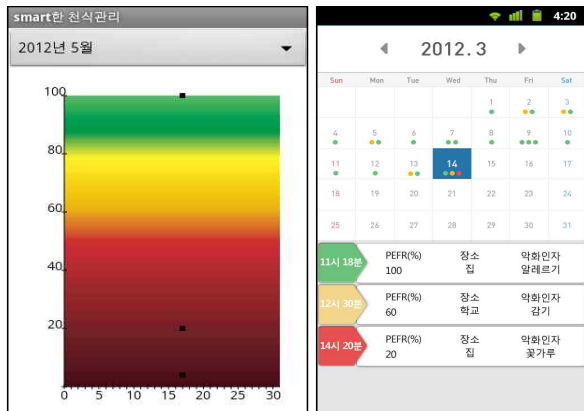 smart한 천식관리
2012년 5월
100
80
60
40
20
0 5 10 15 20 25 30
4:20
2012.3
Sun Mon Tue Wed Thu Fri Sat
1 2 3
4 5 6 7 8 9 10
11 12 13 14 15 16 17
18 19 20 21 22 23 24
25 26 27 28 29 30 31
11시 18분 PEFR(%) 장소 악화인자
100 집 알레르기
12시 30분 PEFR(%) 장소 악화인자
60 학교 감기
14시 20분 PEFR(%) 장소 악화인자
20 집 꽃가루